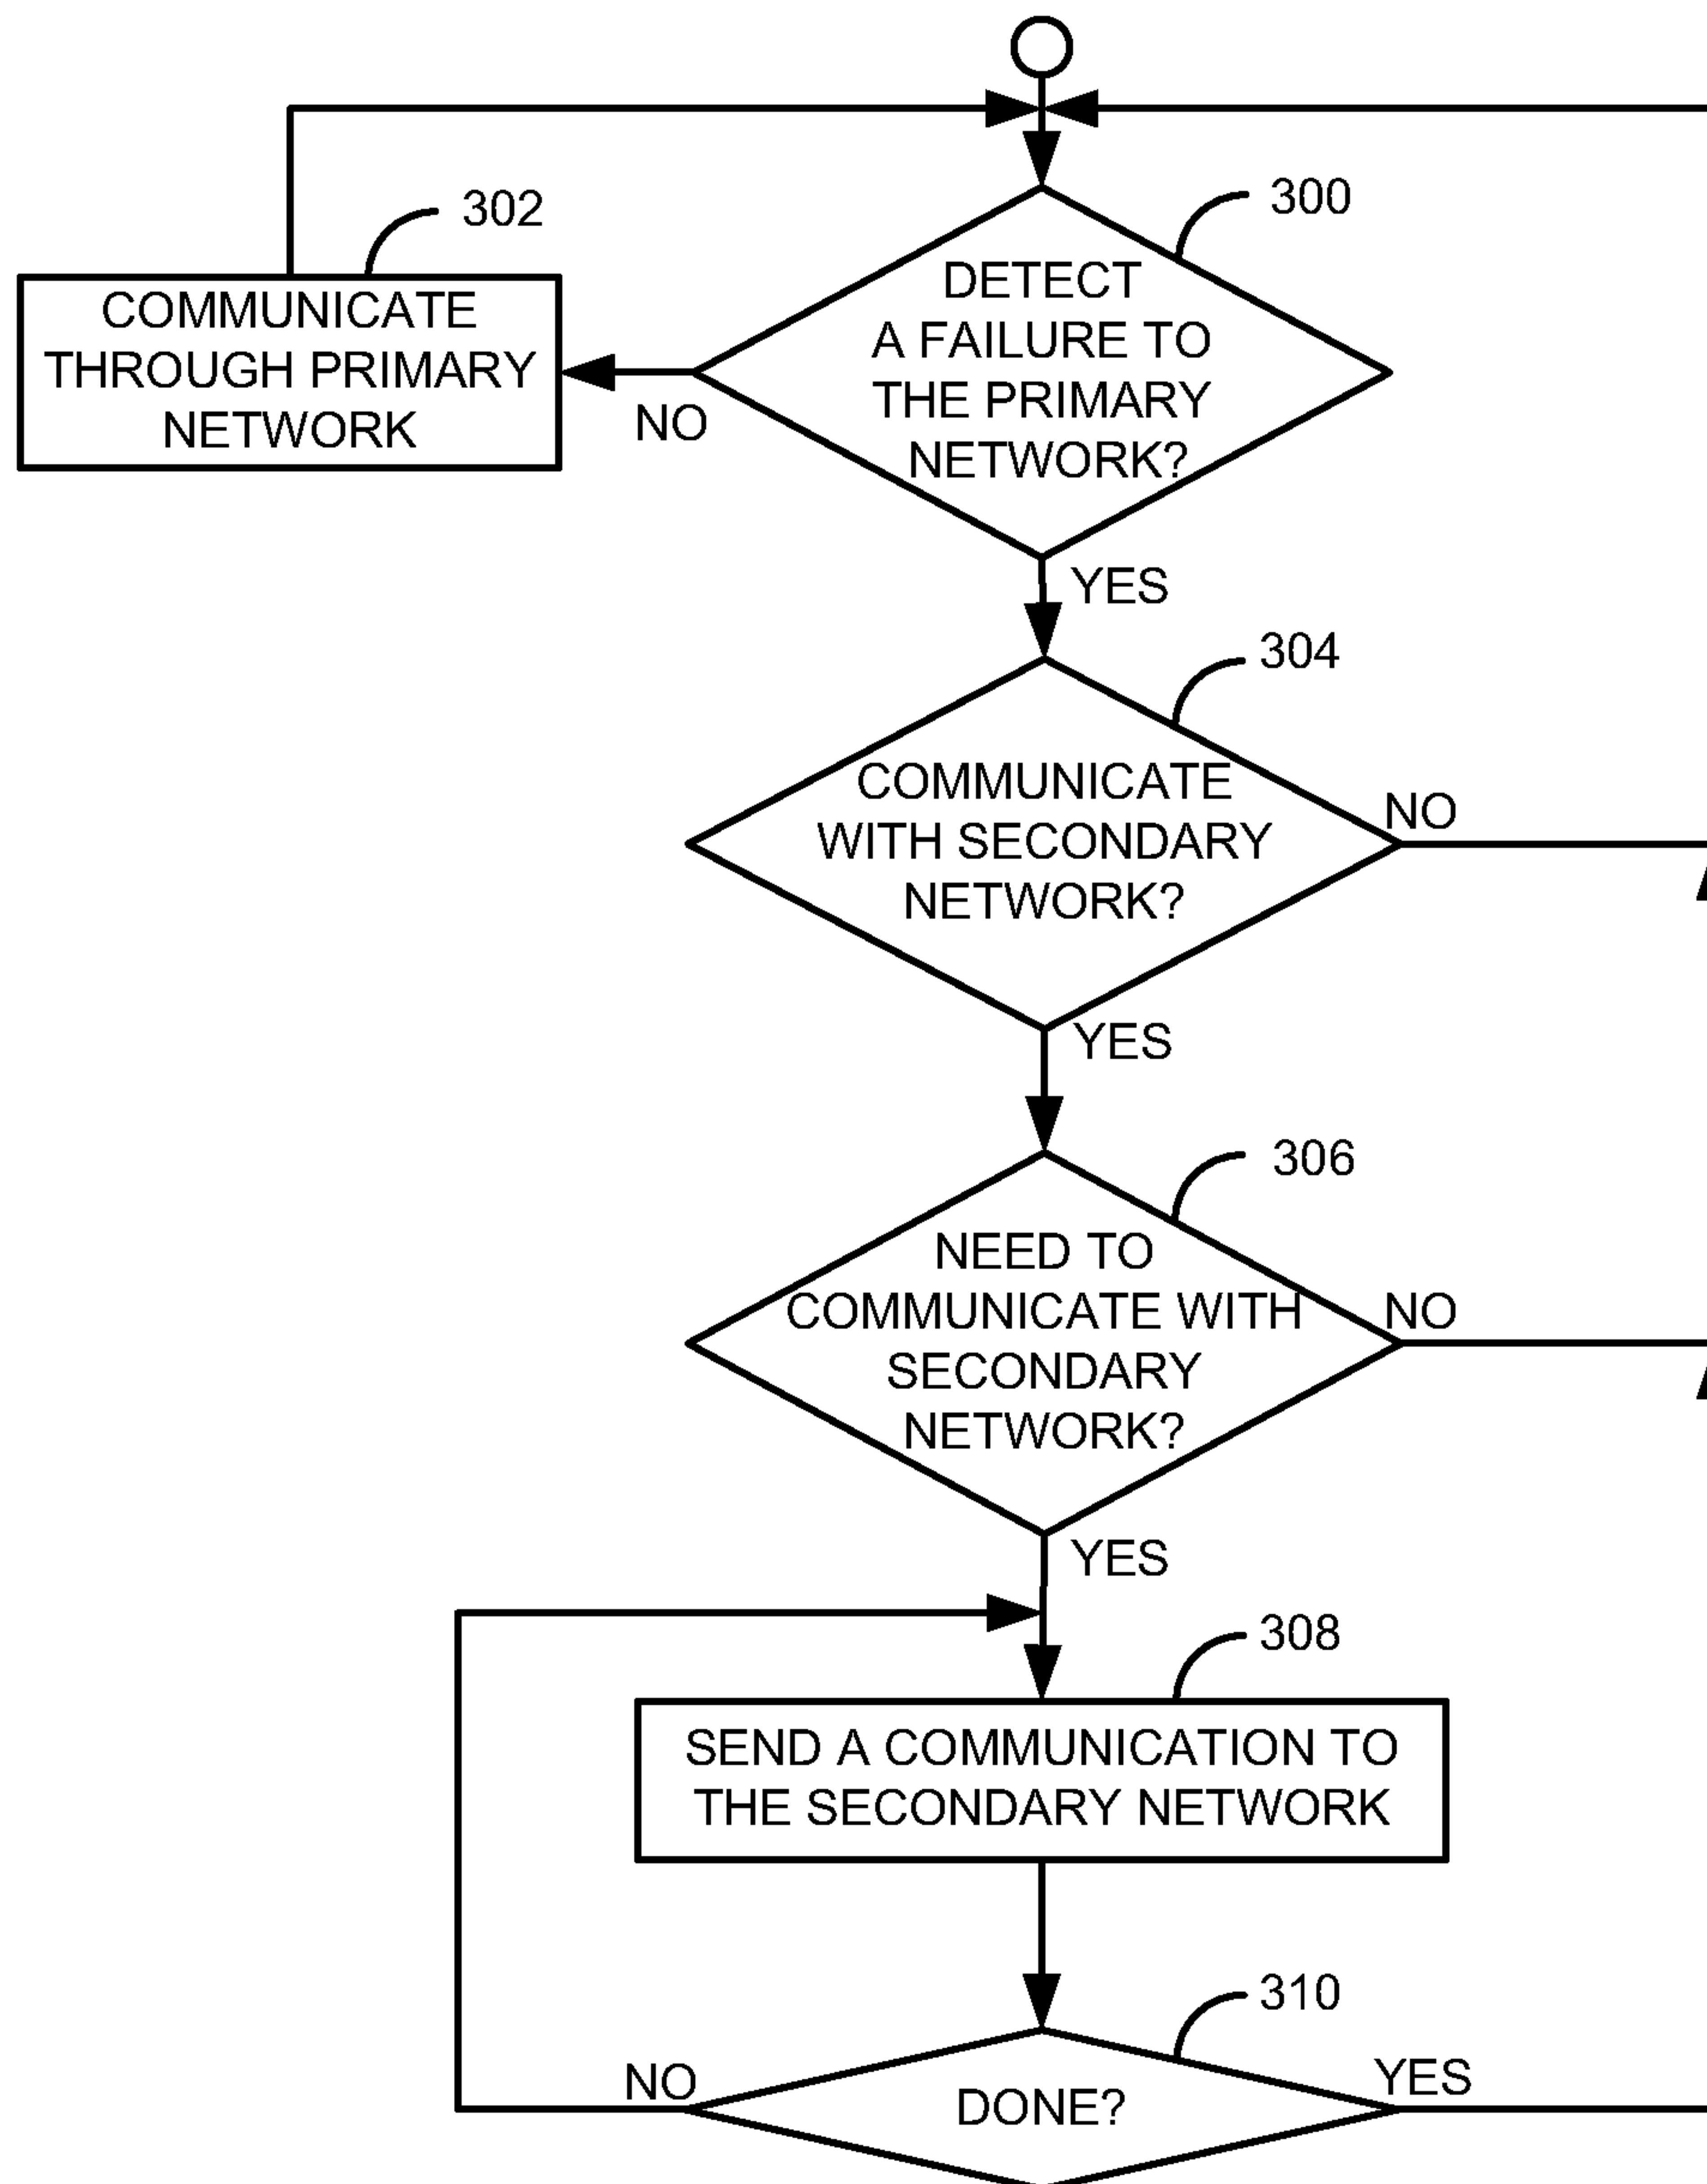 302
300
DETECT
A FAILURE TO
THE PRIMARY
NETWORK?
COMMUNICATE
THROUGH PRIMARY
NETWORK
NO
YES
304
COMMUNICATE
WITH SECONDARY
NETWORK?
NO
YES
306
NEED TO
COMMUNICATE WITH
SECONDARY
NETWORK?
NO
YES
308
SEND A COMMUNICATION TO
THE SECONDARY NETWORK
310
NO
DONE?
YES